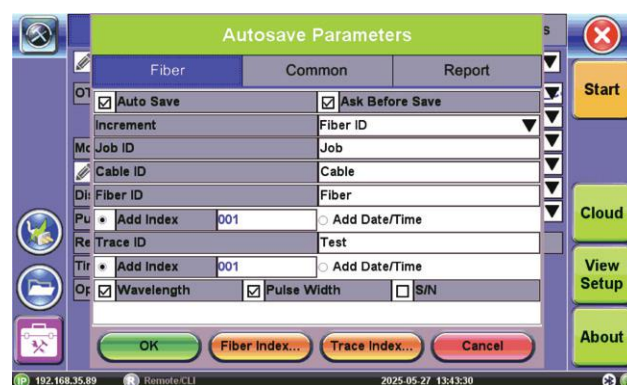 Autosave Parameters
s
Fiber Common Report
Start
Auto Save Ask Before Save
Increment Fiber ID
Job ID Job
Cable ID Cable
Fiber ID Fiber
Add Index 001 Add Date/Time
Cloud
Trace ID Test
Add Index 001 Add Date/Time
Wavelength Pulse Width S/N
View
Setup
OK Fiber Index... Trace Index... Cancel
About
IP 192.168.35.89 R Remote/CLI 2025-05-27 13:43:30